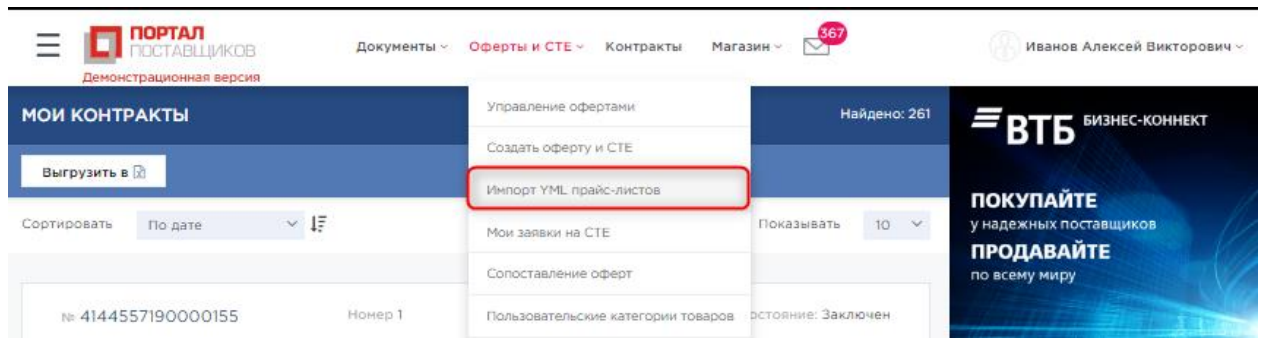 ПОРТАЛ
ПОСТАВЩИКОВ
Демонстрационная версия
Документы
Оферты и СТЕ
Контракты
Магазин
367
Иванов Алексей Викторович
МОИ КОНТРАКТЫ
Найдено: 261
Выгрузить в
Сортировать
По дате
Показывать
10
Управление офертами
Создать оферту и СТЕ
Импорт YML прайс-листов
Мои заявки на СТЕ
Сопоставление оферт
Пользовательские категории товаров
№ 4144557190000155
Номер 1
остояние: Заключен
ВТБ БИЗНЕС-КОННЕКТ
ПОКУПАЙТЕ
у надежных поставщиков
ПРОДАВАЙТЕ
по всему миру